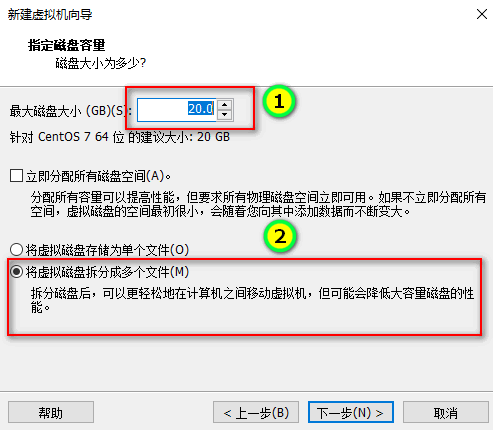 新建虚拟机向导
指定磁盘容量
磁盘大小为多少?
最大磁盘大小 (GB)(S): 20.0
1
针对 CentOS 7 64 位 的建议大小: 20 GB
立即分配所有磁盘空间(A)。
分配所有容量可以提高性能，但要求所有物理磁盘空间立即可用。如果不立即分配所有
空间，虚拟磁盘的空间最初很小，会随着您向其中添加数据而不断变大。
2
将虚拟磁盘存储为单个文件(O)
将虚拟磁盘拆分成多个文件(M)
拆分磁盘后，可以更轻松地在计算机之间移动虚拟机，但可能会降低大容量磁盘的性
能。
帮助 < 上一步(B) 下一步(N) > 取消